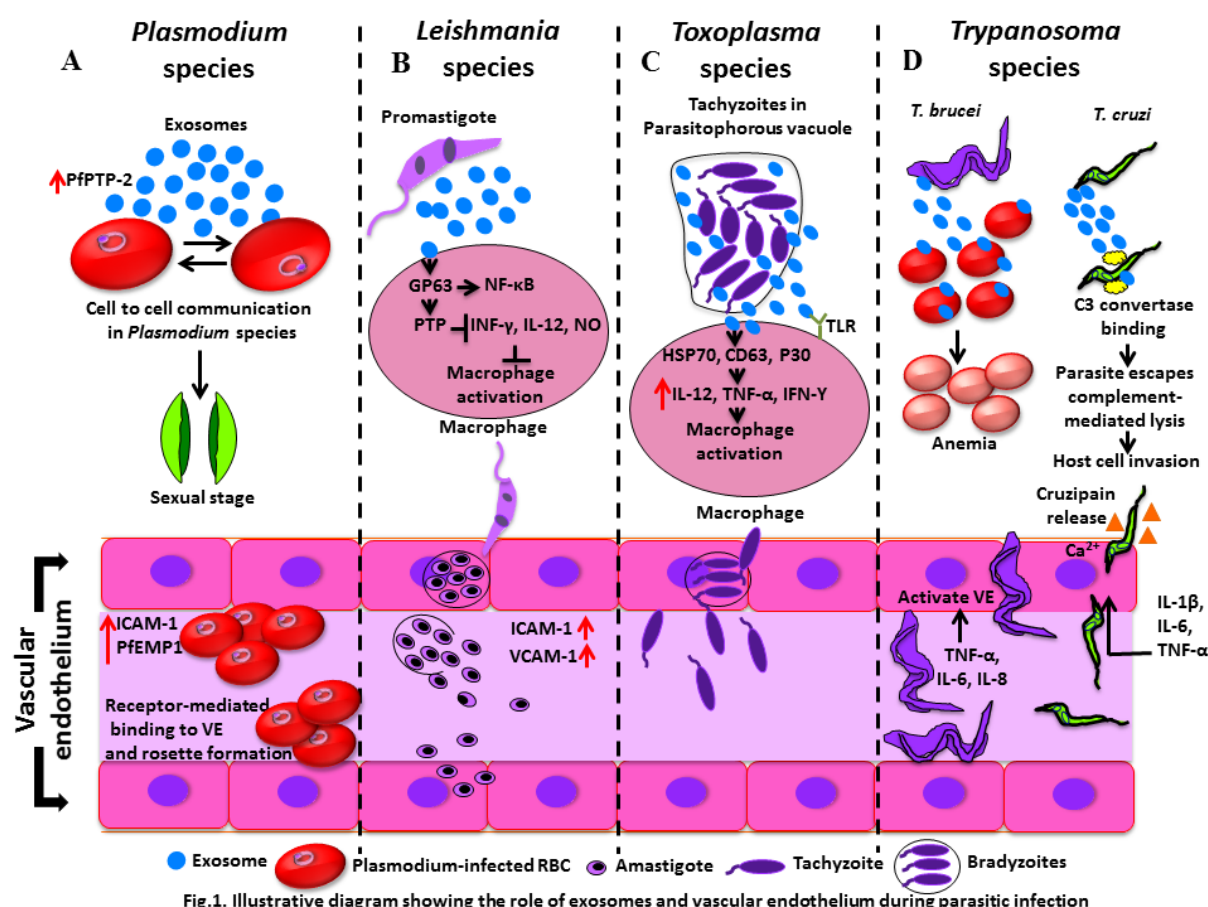 A
Plasmodium
species
Exosomes
PfPTP-2
Cell to cell communication
in Plasmodium species
Sexual stage
B
Leishmania
species
Promastigote
GP63
NF-κB
PTP
INF-γ, IL-12, NO
Macrophage
activation
Macrophage
C
Toxoplasma
species
Tachyzoites in
Parasitophorous vacuole
TLR
HSP70, CD63, P30
IL-12, TNF-α, IFN-Y
Macrophage
activation
Macrophage
D
Trypanosoma
species
T. brucei
T. cruzi
Anemia
C3 convertase
binding
Parasite escapes
complement-
mediated lysis
Host cell invasion
Cruzipain
release
Ca2+
Vascular
endothelium
ICAM-1
PfEMP1
Receptor-mediated
binding to VE
and rosette formation
ICAM-1
VCAM-1
Activate VE
TNF-α,
IL-6, IL-8
IL-1β,
IL-6,
TNF-α
Exosome
Plasmodium-infected RBC
Amastigote
Tachyzoite
Bradyzoites
Fig.1. Illustrative diagram showing the role of exosomes and vascular endothelium during parasitic infection